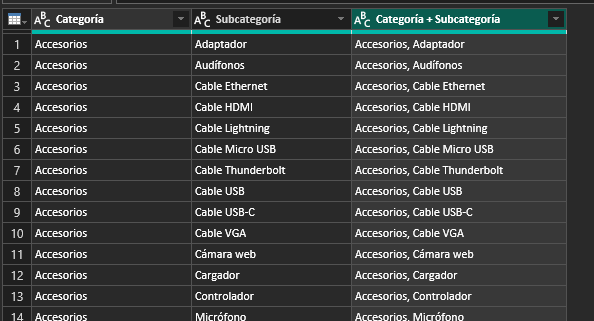 ABC Categoría ABC Subcategoría ABC Categoría + Subcategoría
1 Accesorios Adaptador Accesorios, Adaptador
2 Accesorios Audífonos Accesorios, Audífonos
3 Accesorios Cable Ethernet Accesorios, Cable Ethernet
4 Accesorios Cable HDMI Accesorios, Cable HDMI
5 Accesorios Cable Lightning Accesorios, Cable Lightning
6 Accesorios Cable Micro USB Accesorios, Cable Micro USB
7 Accesorios Cable Thunderbolt Accesorios, Cable Thunderbolt
8 Accesorios Cable USB Accesorios, Cable USB
9 Accesorios Cable USB-C Accesorios, Cable USB-C
10 Accesorios Cable VGA Accesorios, Cable VGA
11 Accesorios Cámara web Accesorios, Cámara web
12 Accesorios Cargador Accesorios, Cargador
13 Accesorios Controlador Accesorios, Controlador
14 Accesorios Micrófono Accesorios, Micrófono